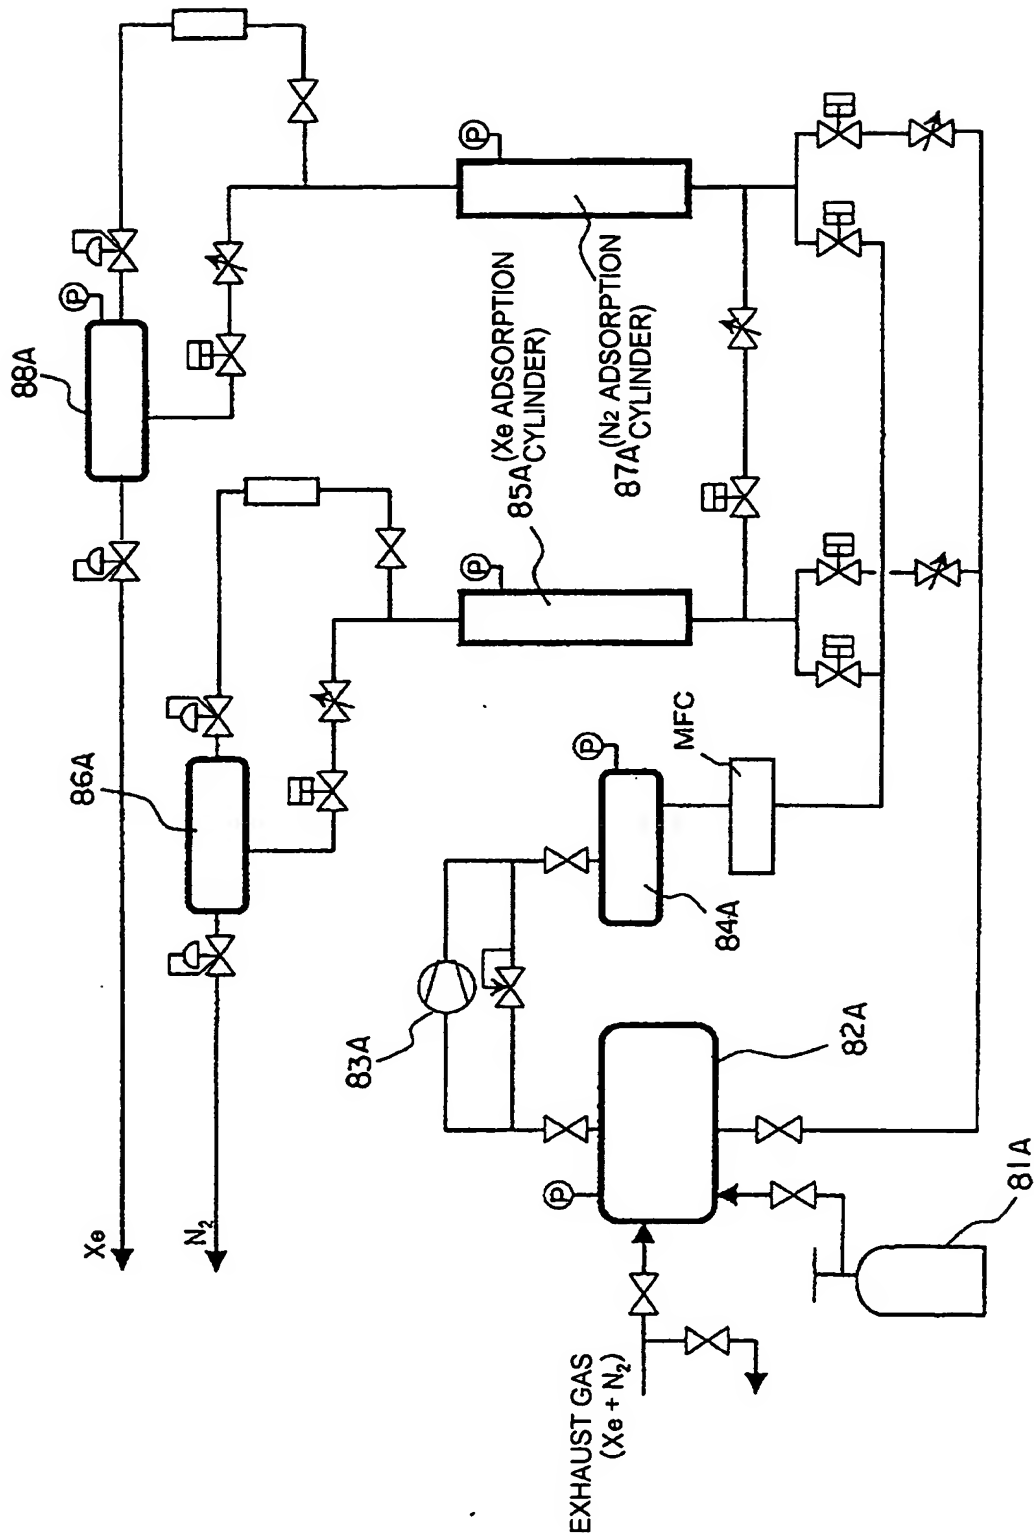 88A
P
P
P
86A
(Xe ADSORPTION
85A CYLINDER)
(N2 ADSORPTION
87A CYLINDER)
P
P
MFC
84A
83A
82A
Xe
N2
P
81A
EXHAUST GAS
(Xe + N2)